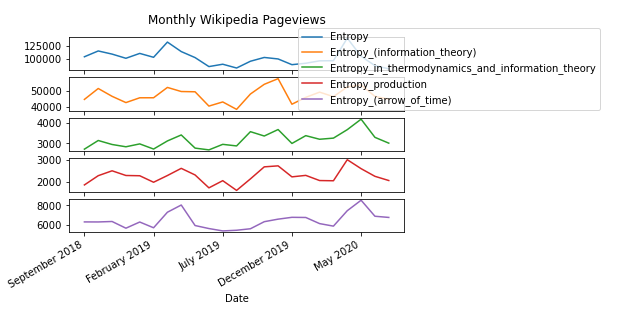 Monthly Wikipedia Pageviews
125000
100000
Entropy
Entropy_(information_theory)
Entropy_in_thermodynamics_and_information_theory
Entropy_production
Entropy_(arrow_of_time)
50000
40000
4000
3000
3000
2000
8000
6000
September 2018
February 2019
July 2019
December 2019
May 2020
Date